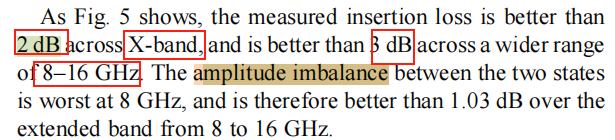 As Fig. 5 shows, the measured insertion loss is better than
2 dB across X-band, and is better than 3 dB across a wider range
of 8–16 GHz. The amplitude imbalance between the two states
is worst at 8 GHz, and is therefore better than 1.03 dB over the
extended band from 8 to 16 GHz.